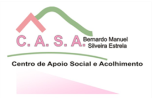 C. A. S. A.
Bernardo Manuel
Silveira Estrela
Centro de Apoio Social e Acolhimento